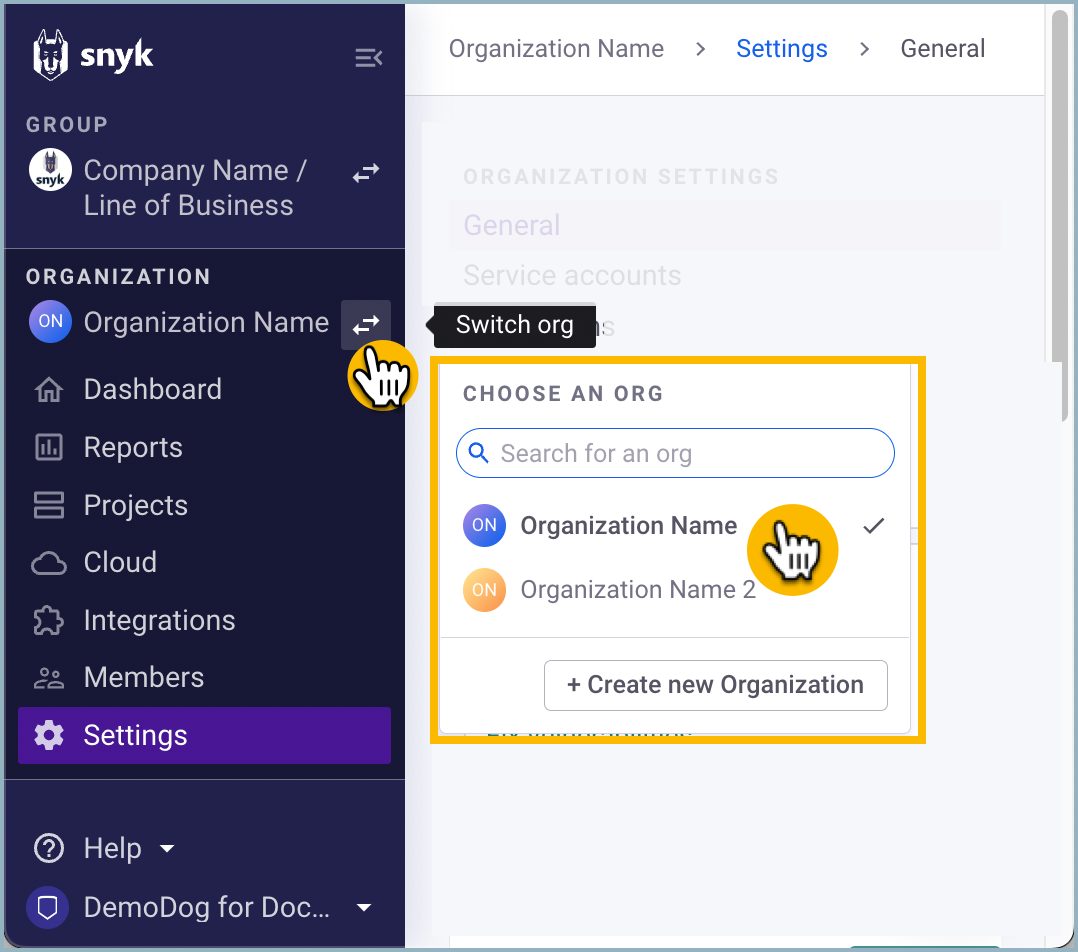 snyk
GROUP
snyk
Company Name /
Line of Business
ORGANIZATION
ON
Organization Name
Dashboard
Reports
Projects
Cloud
Integrations
Members
Settings
Help
DemoDog for Doc...
Organization Name > Settings > General
ORGANIZATION SETTINGS
General
Service accounts
Switch org
CHOOSE AN ORG
Search for an org
ON Organization Name
ON Organization Name 2
+ Create new Organization